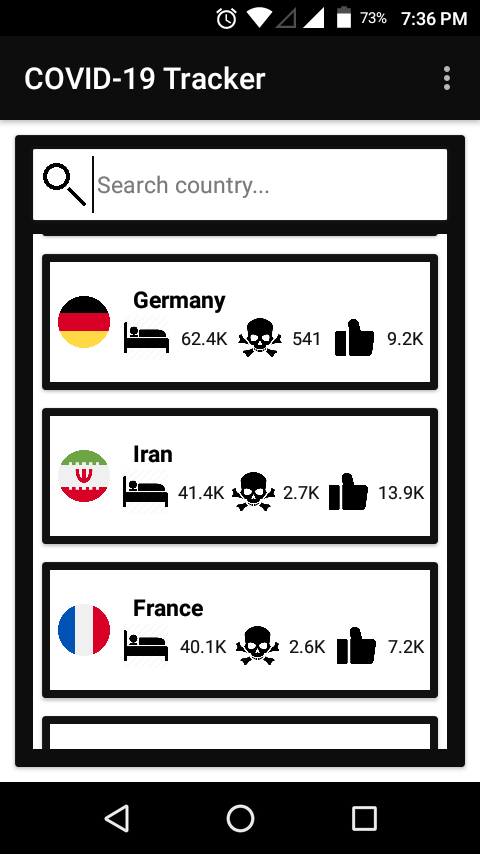 73% 7:36 PM
COVID-19 Tracker
Search country...
Germany
62.4K 541 9.2K
Iran
41.4K 2.7K 13.9K
France
40.1K 2.6K 7.2K